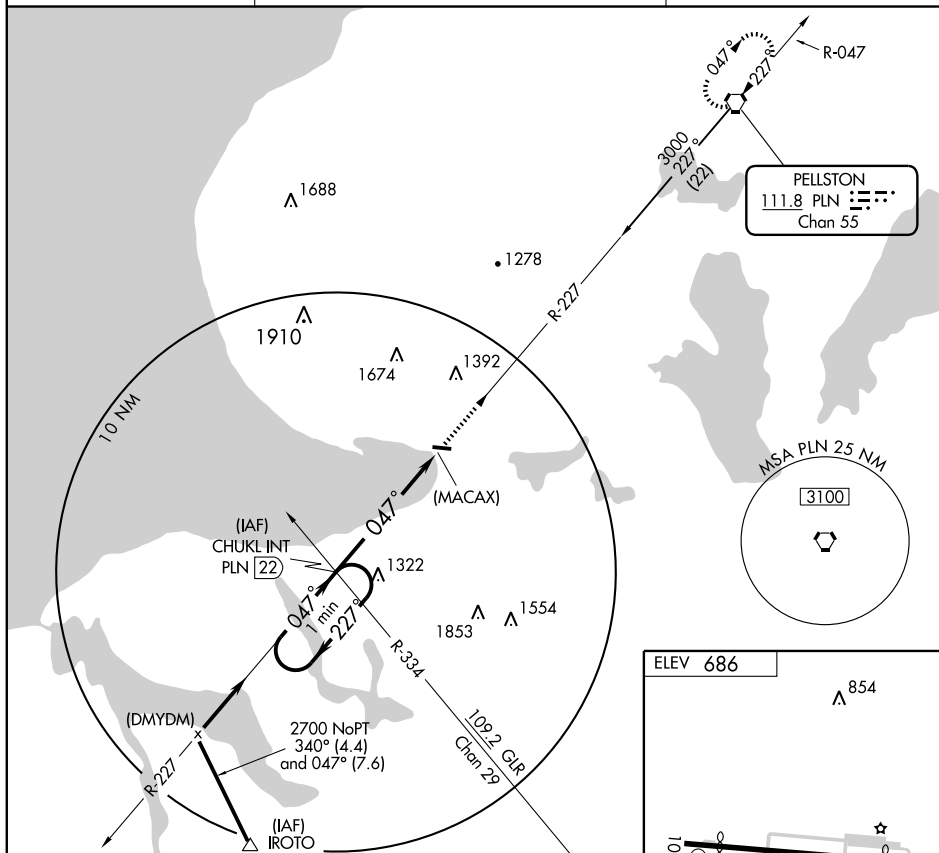 047°
227°
R-047
3000
227°
(22)
PELLSTON
111.8 PLN
Chan 55
1688
1278
R-227
1910
1674
1392
10 NM
MSA PLN 25 NM
3100
(MACAX)
047°
(IAF)
CHUKL INT
PLN 22
1322
047°
1 min
227°
1853
1554
R-334
ELEV 686
854
(DMYDM)
2700 NoPT
340° (4.4)
and 047° (7.6)
109.2 GLR
Chan 29
R-227
(IAF)
IROTO
10